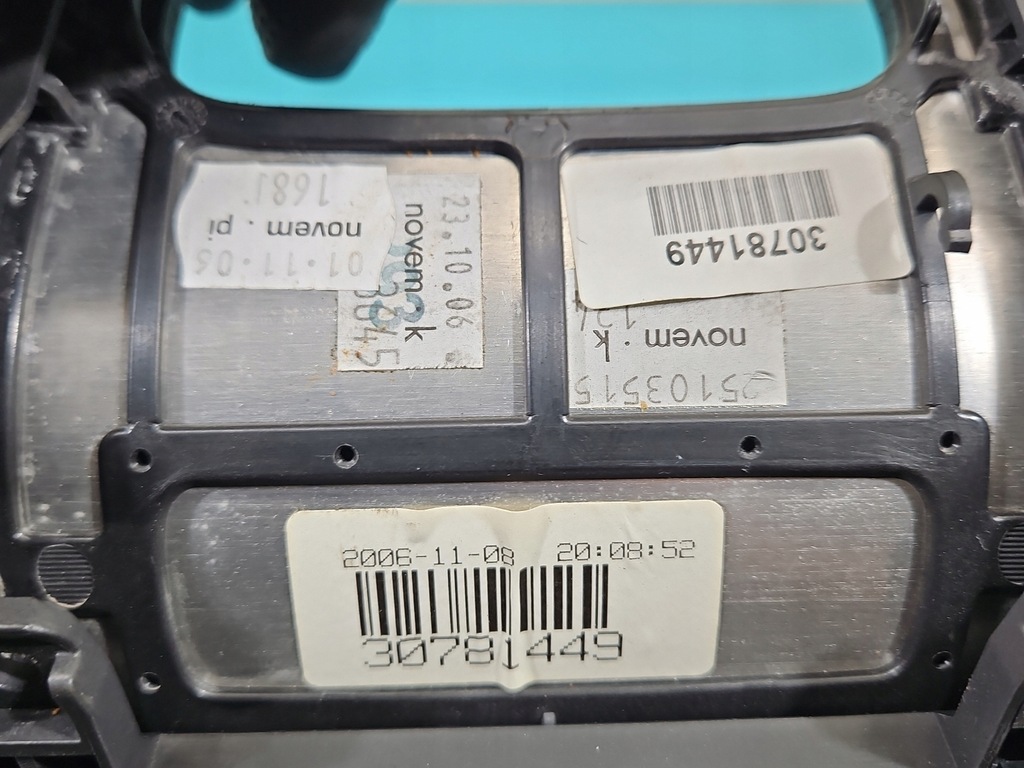 1681
novem . pi
01.11.06
23.10.06
novem k
30781449
novem . k
25103515
2006-11-08 20:08:52
30781449